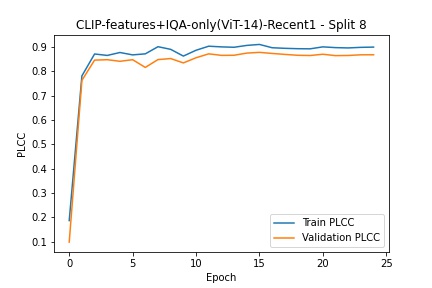 CLIP-features+IQA-only(ViT-14)-Recent1 - Split 8
PLCC
0.9
0.8
0.7
0.6
0.5
0.4
0.3
0.2
0.1
Train PLCC
Validation PLCC
0 5 10 15 20 25
Epoch